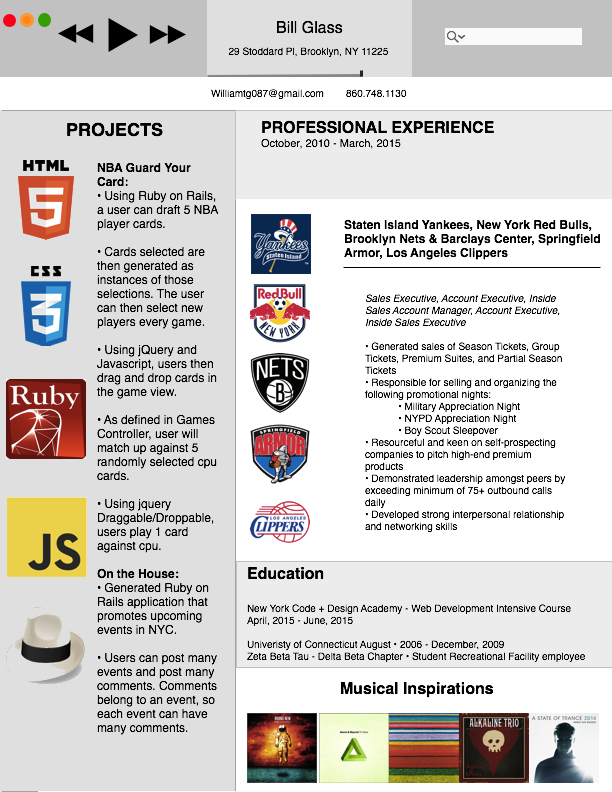 Bill Glass
29 Stoddard Pl, Brooklyn, NY 11225
Williamtg087@gmail.com 860.748.1130
PROJECTS
HTML
5
CSS
3
Ruby
JS
NBA Guard Your
Card:
• Using Ruby on Rails,
a user can draft 5 NBA
player cards.
• Cards selected are
then generated as
instances of those
selections. The user
can then select new
players every game.
• Using jQuery and
Javascript, users then
drag and drop cards in
the game view.
• As defined in Games
Controller, user will
match up against 5
randomly selected cpu
cards.
• Using jquery
Draggable/Droppable,
users play 1 card
against cpu.
On the House:
• Generated Ruby on
Rails application that
promotes upcoming
events in NYC.
• Users can post many
events and post many
comments. Comments
belong to an event, so
each event can have
many comments.
PROFESSIONAL EXPERIENCE
October, 2010 - March, 2015
Yankees
Staten Island
Red Bull
NEW YORK
NETS
B
SPRINGFIELD
ARMOR
LOS ANGELES
CLIPPERS
Staten Island Yankees, New York Red Bulls,
Brooklyn Nets & Barclays Center, Springfield
Armor, Los Angeles Clippers
Sales Executive, Account Executive, Inside
Sales Account Manager, Account Executive,
Inside Sales Executive
• Generated sales of Season Tickets, Group
Tickets, Premium Suites, and Partial Season
Tickets
• Responsible for selling and organizing the
following promotional nights:
• Military Appreciation Night
• NYPD Appreciation Night
• Boy Scout Sleepover
• Resourceful and keen on self-prospecting
companies to pitch high-end premium
products
• Demonstrated leadership amongst peers by
exceeding minimum of 75+ outbound calls
daily
• Developed strong interpersonal relationship
and networking skills
Education
New York Code + Design Academy - Web Development Intensive Course
April, 2015 - June, 2015
Univeristy of Connecticut August • 2006 - December, 2009
Zeta Beta Tau - Delta Beta Chapter • Student Recreational Facility employee
Musical Inspirations
ALKALINE TRIO
A STATE OF TRANCE 2014